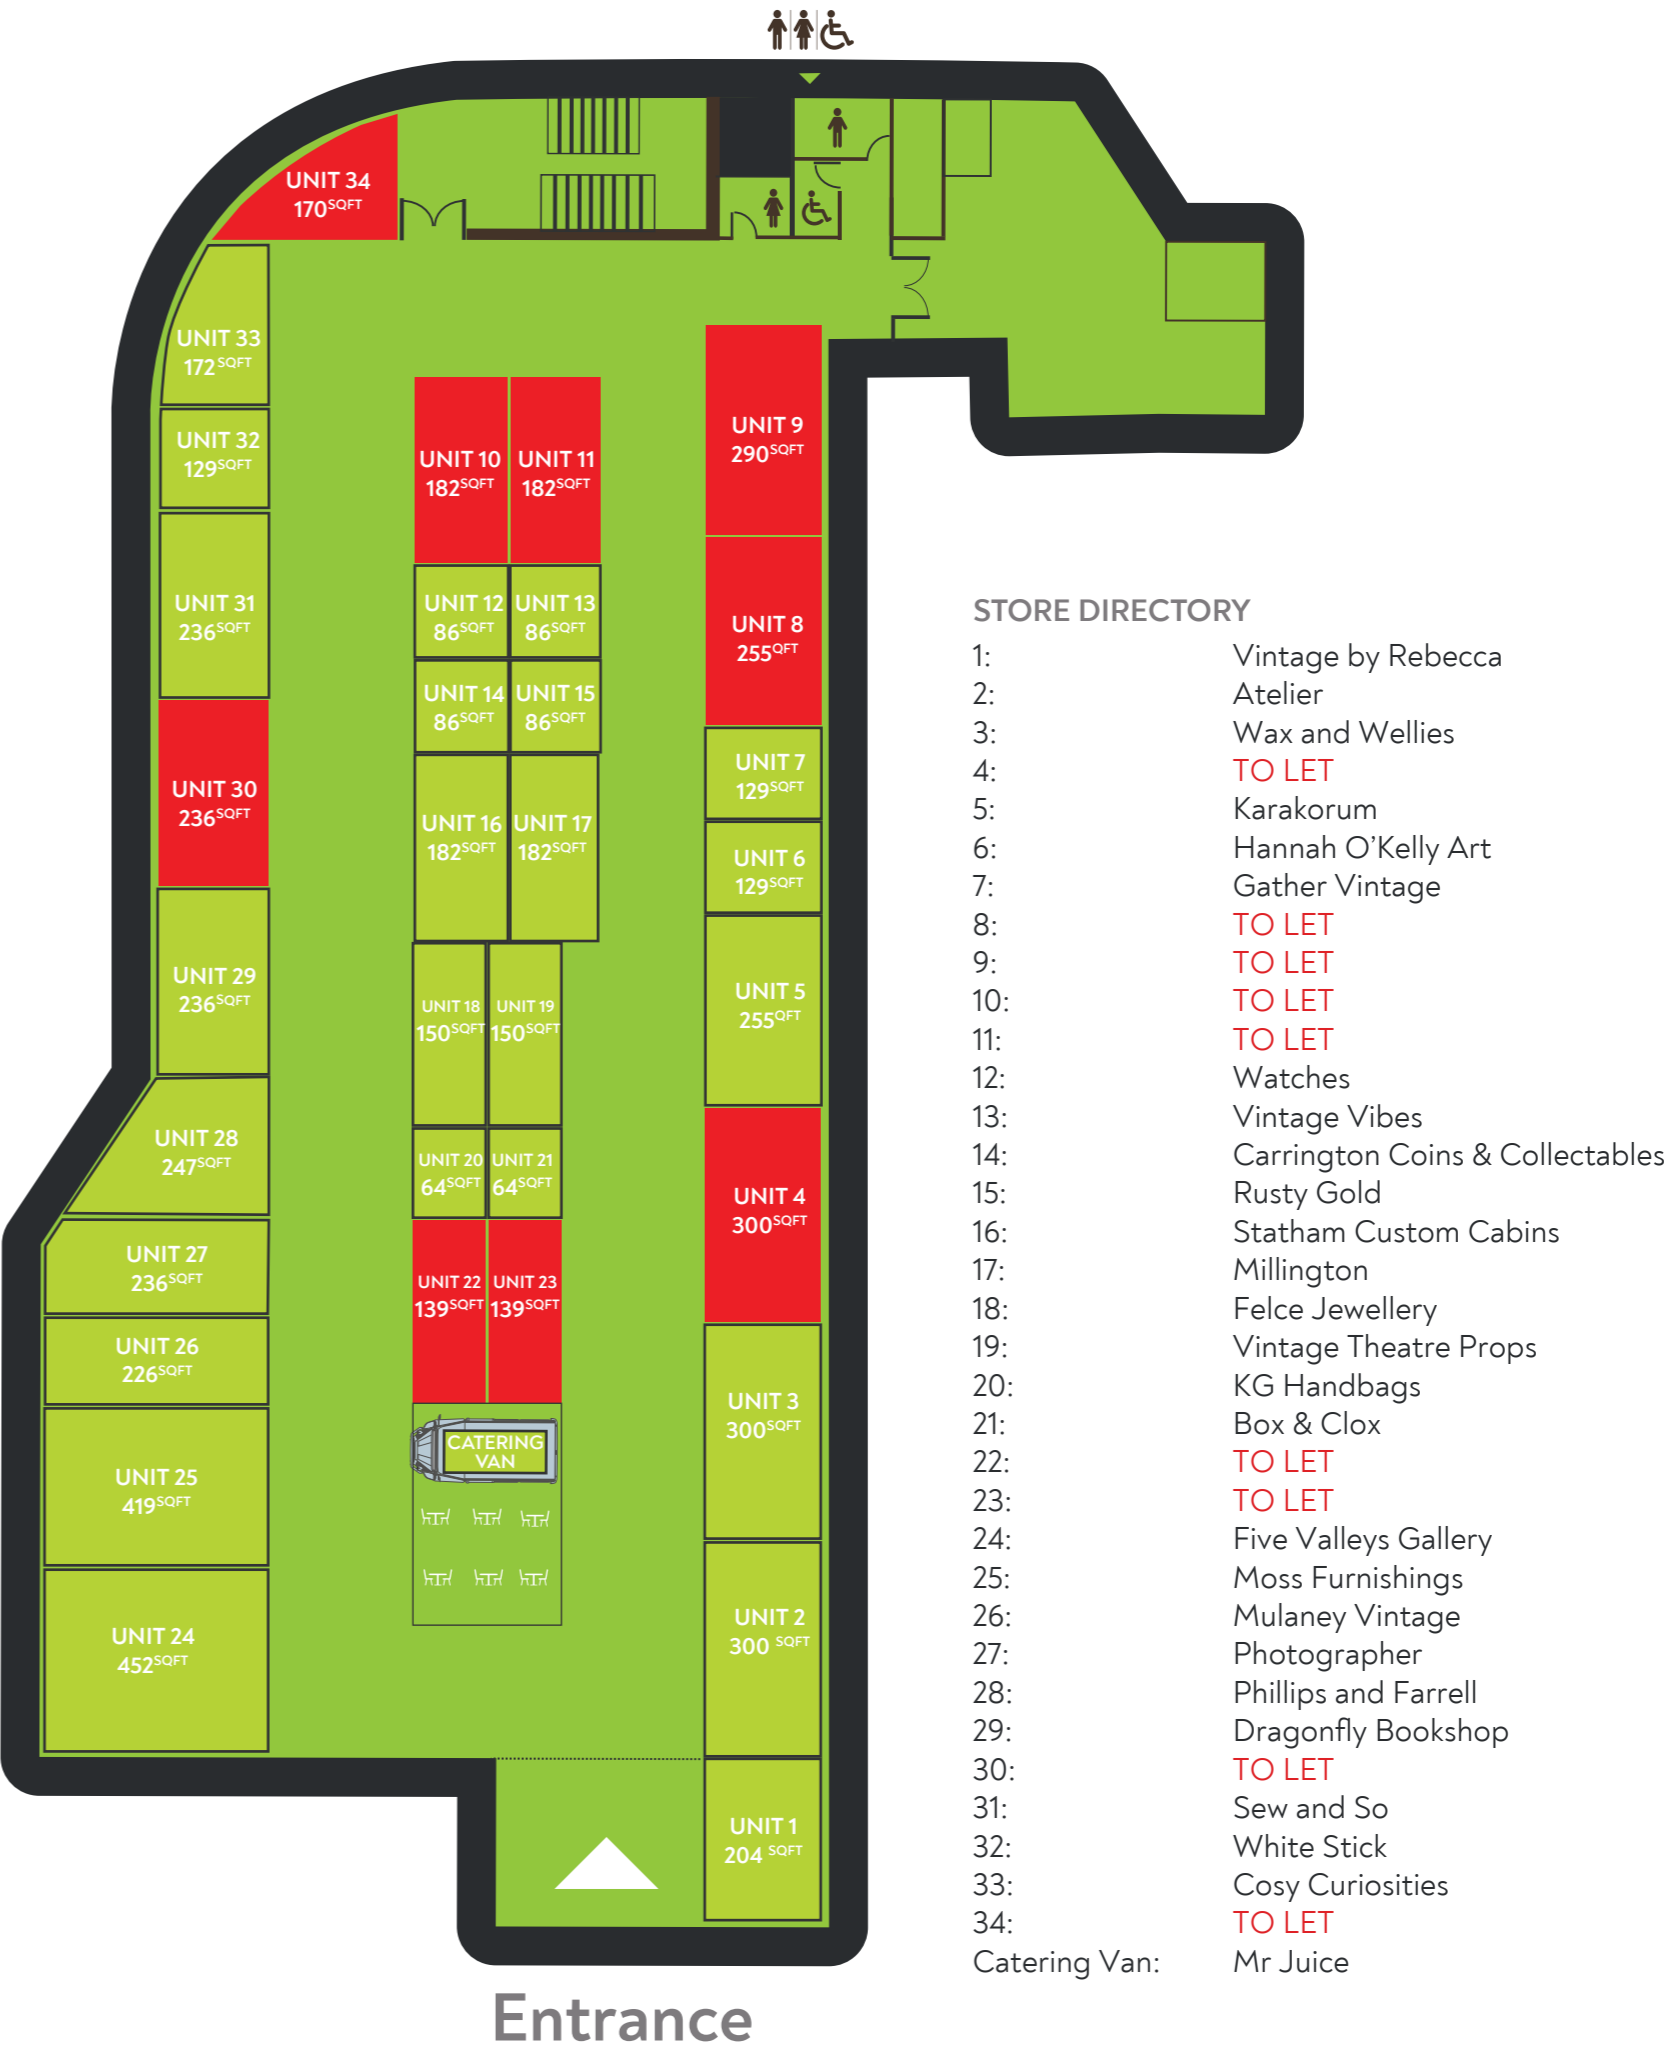 UNIT 34
170SQFT
UNIT 33
172SQFT
UNIT 32
129SQFT
UNIT 31
236SQFT
UNIT 30
236SQFT
UNIT 29
236SQFT
UNIT 28
247SQFT
UNIT 27
236SQFT
UNIT 26
226SQFT
UNIT 25
419SQFT
UNIT 24
452SQFT
UNIT 10
182SQFT
UNIT 11
182SQFT
UNIT 12
86SQFT
UNIT 13
86SQFT
UNIT 14
86SQFT
UNIT 15
86SQFT
UNIT 16
182SQFT
UNIT 17
182SQFT
UNIT 18
150SQFT
UNIT 19
150SQFT
UNIT 20
64SQFT
UNIT 21
64SQFT
UNIT 22
139SQFT
UNIT 23
139SQFT
CATERING
VAN
UNIT 9
290SQFT
UNIT 8
255QFT
UNIT 7
129SQFT
UNIT 6
129SQFT
UNIT 5
255QFT
UNIT 4
300SQFT
UNIT 3
300SQFT
UNIT 2
300 SQFT
UNIT 1
204 SQFT
Entrance
STORE DIRECTORY
1: Vintage by Rebecca
2: Atelier
3: Wax and Wellies
4: TO LET
5: Karakorum
6: Hannah O’Kelly Art
7: Gather Vintage
8: TO LET
9: TO LET
10: TO LET
11: TO LET
12: Watches
13: Vintage Vibes
14: Carrington Coins & Collectables
15: Rusty Gold
16: Statham Custom Cabins
17: Millington
18: Felce Jewellery
19: Vintage Theatre Props
20: KG Handbags
21: Box & Clox
22: TO LET
23: TO LET
24: Five Valleys Gallery
25: Moss Furnishings
26: Mulaney Vintage
27: Photographer
28: Phillips and Farrell
29: Dragonfly Bookshop
30: TO LET
31: Sew and So
32: White Stick
33: Cosy Curiosities
34: TO LET
Catering Van: Mr Juice